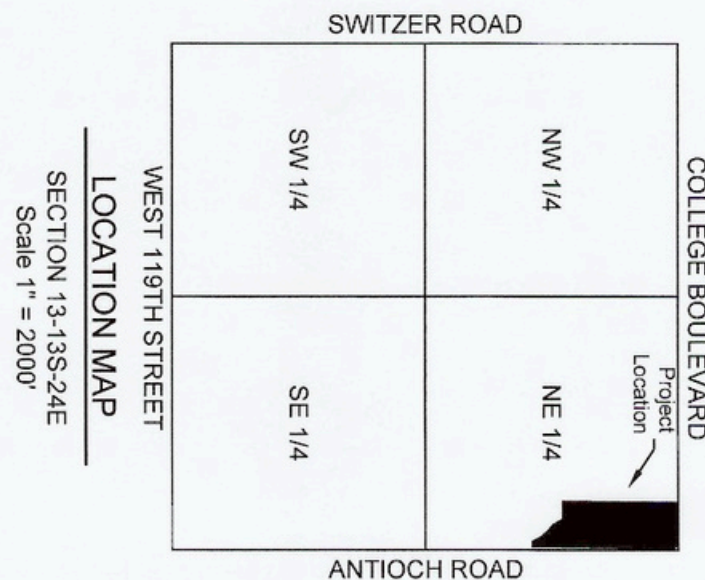 COLLEGE BOULEVARD
SWITZER ROAD
NW 1/4
NE 1/4
Project
Location
SW 1/4
SE 1/4
ANTIOCH ROAD
WEST 119TH STREET
LOCATION MAP
SECTION 13-13S-24E
Scale 1" = 2000'